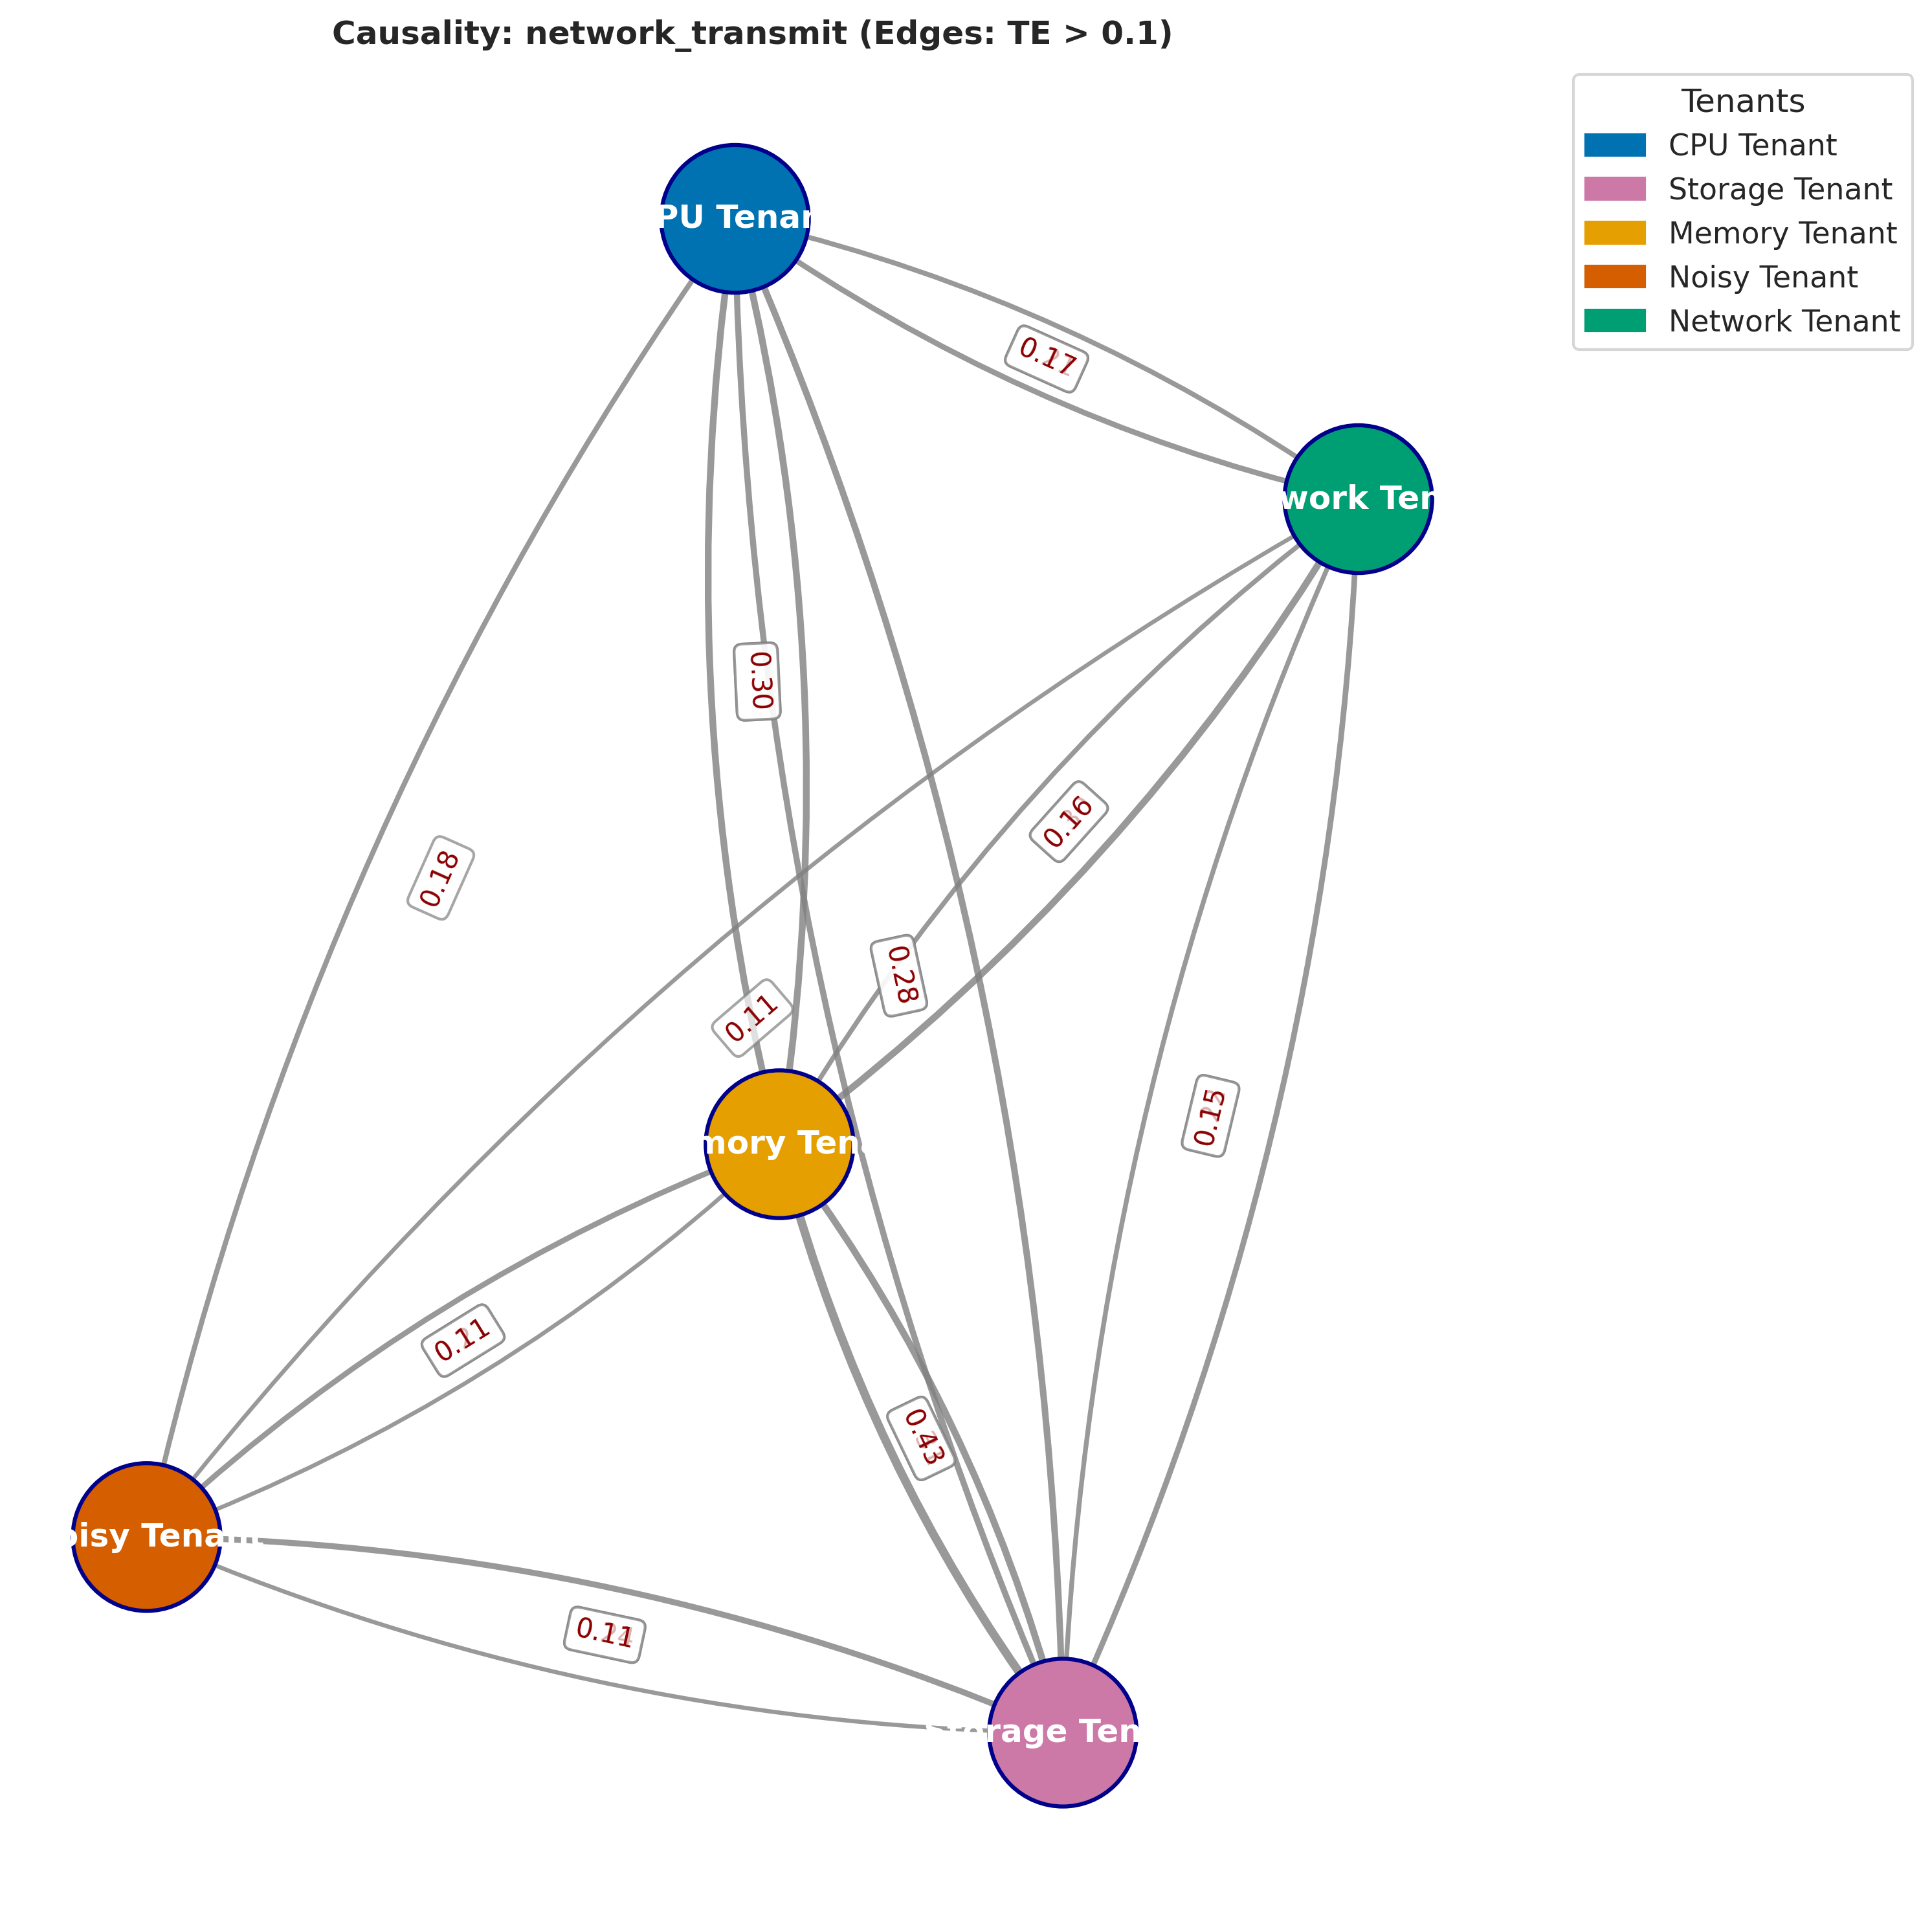 Causality: network_transmit (Edges: TE > 0.1)
Tenants
CPU Tenant
Storage Tenant
Memory Tenant
Noisy Tenant
Network Tenant
PU Tenan
0.17
work Ten
0.30
0.16
0.18
0.28
0.11
0.15
mory Ten
0.11
0.43
oisy Tena
0.11
rage Ten